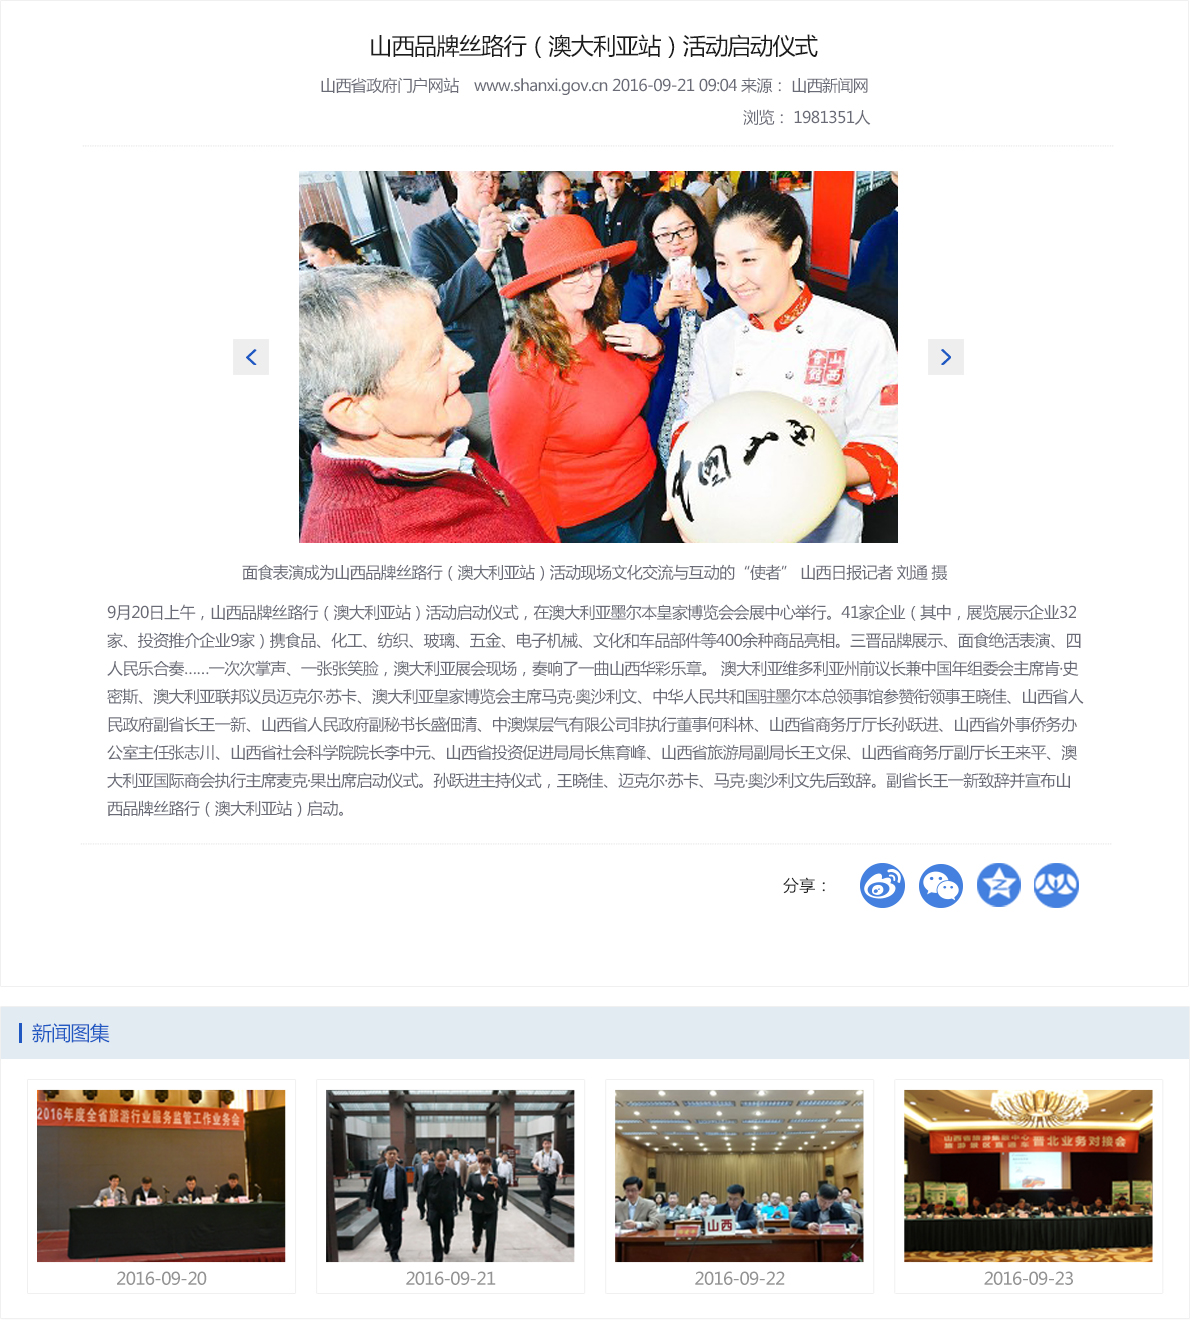 山西品牌丝路行（澳大利亚站）活动启动仪式
山西省政府门户网站 www.shanxi.gov.cn 2016-09-21 09:04 来源： 山西新闻网
浏览： 1981351人
山西
會館
中国山西
面食表演成为山西品牌丝路行（澳大利亚站）活动现场文化交流与互动的“使者” 山西日报记者 刘通 摄
9月20日上午，山西品牌丝路行（澳大利亚站）活动启动仪式，在澳大利亚墨尔本皇家博览会会展中心举行。41家企业（其中，展览展示企业32
家、投资推介企业9家）携食品、化工、纺织、玻璃、五金、电子机械、文化和车品部件等400余种商品亮相。三晋品牌展示、面食绝活表演、四
人民乐合奏……一次次掌声、一张张笑脸，澳大利亚展会现场，奏响了一曲山西华彩乐章。 澳大利亚维多利亚州前议长兼中国年组委会主席肯·史
密斯、澳大利亚联邦议员迈克尔·苏卡、澳大利亚皇家博览会主席马克·奥沙利文、中华人民共和国驻墨尔本总领事馆参赞衔领事王晓佳、山西省人
民政府副省长王一新、山西省人民政府副秘书长盛佃清、中澳煤层气有限公司非执行董事何科林、山西省商务厅厅长孙跃进、山西省外事侨务办
公室主任张志川、山西省社会科学院院长李中元、山西省投资促进局局长焦育峰、山西省旅游局副局长王文保、山西省商务厅副厅长王来平、澳
大利亚国际商会执行主席麦克·果出席启动仪式。孙跃进主持仪式，王晓佳、迈克尔·苏卡、马克·奥沙利文先后致辞。副省长王一新致辞并宣布山
西品牌丝路行（澳大利亚站）启动。
分享：
新闻图集
2016年度全省旅游行业服务监管工作业务会
山西
晋北业务对接会
2016-09-20
2016-09-21
2016-09-22
2016-09-23